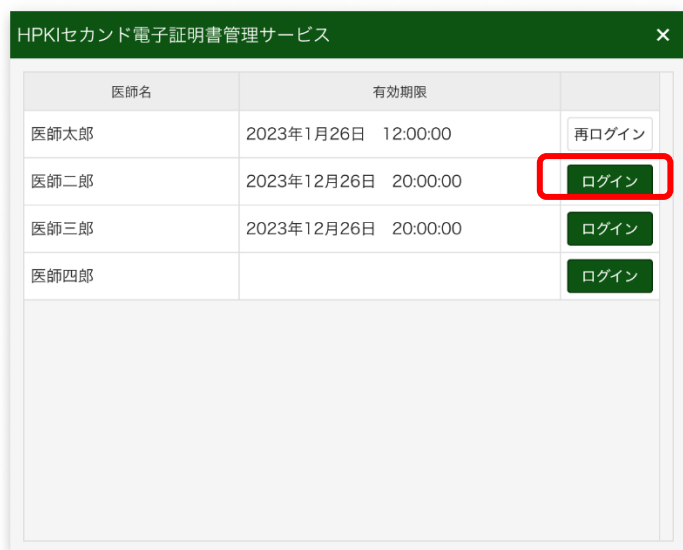 HPKIセカンド電子証明書管理サービス ×
医師名 有効期限
医師太郎 2023年1月26日 12:00:00 再ログイン
医師二郎 2023年12月26日 20:00:00 ログイン
医師三郎 2023年12月26日 20:00:00 ログイン
医師四郎 ログイン